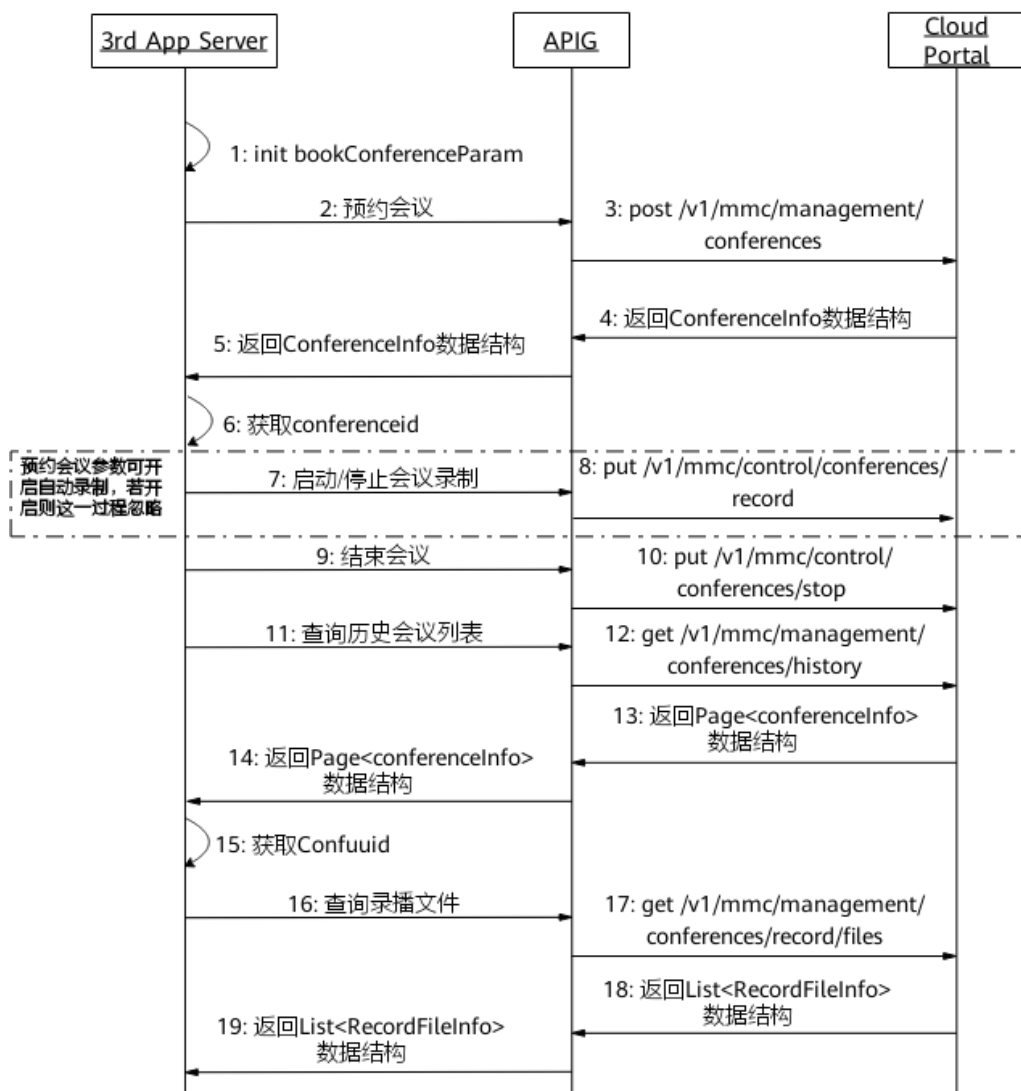 3rd App Server
APIG
Cloud
Portal
1: init bookConferenceParam
2: 预约会议
3: post /v1/mmc/management/
conferences
4: 返回ConferenceInfo数据结构
5: 返回ConferenceInfo数据结构
6: 获取conferenceid
预约会议参数可开
启自动录制，若开
启则这一过程忽略
7: 启动/停止会议录制
8: put /v1/mmc/control/conferences/
record
9: 结束会议
10: put /v1/mmc/control/
conferences/stop
11: 查询历史会议列表
12: get /v1/mmc/management/
conferences/history
13: 返回Page<conferenceInfo>
数据结构
14: 返回Page<conferenceInfo>
数据结构
15: 获取Confuuid
16: 查询录播文件
17: get /v1/mmc/management/
conferences/record/files
18: 返回List<RecordFileInfo>
数据结构
19: 返回List<RecordFileInfo>
数据结构